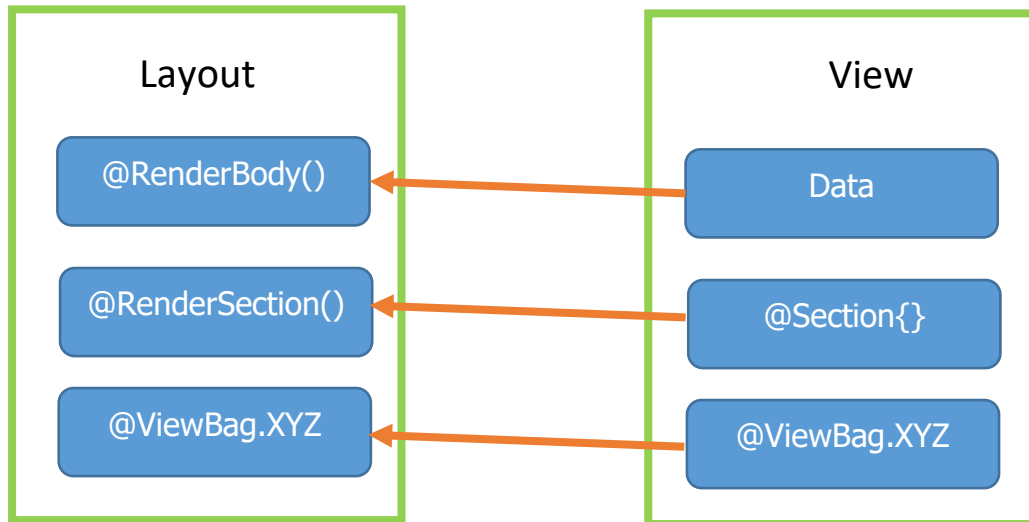 Layout
@RenderBody()
@RenderSection()
@ViewBag.XYZ
View
Data
@Section{}
@ViewBag.XYZ